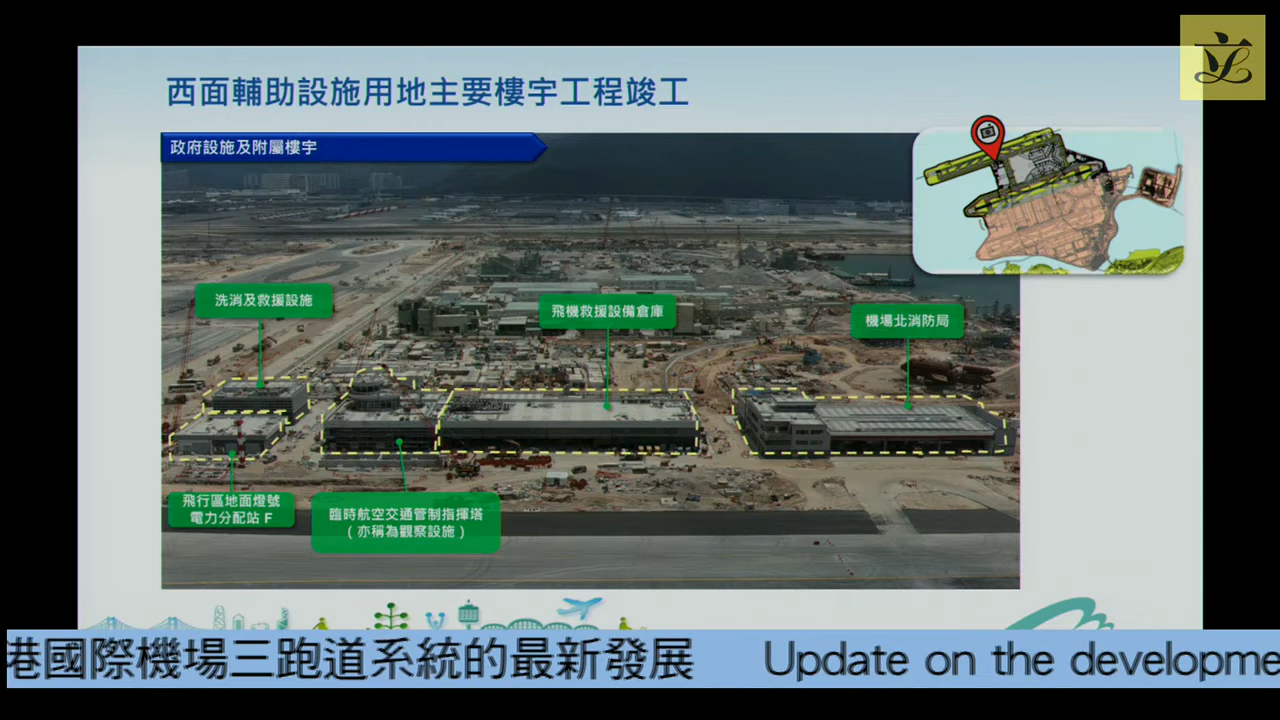 西面輔助設施用地主要樓宇工程竣工
政府設施及附屬樓宇
洗消及救援設施
飛機救援設備倉庫
機場北消防局
飛行區地面燈號
電力分配站 F
臨時航空交通管制指揮塔
(亦稱為觀察設施)
港國際機場三跑道系統的最新發展 Update on the developme